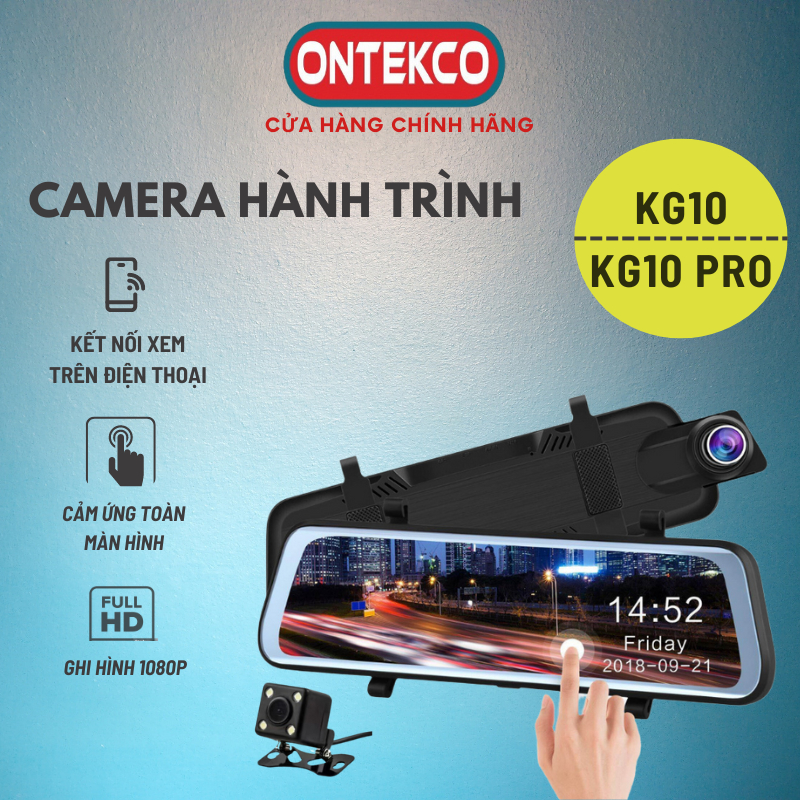 ONTEKCO
CỬA HÀNG CHÍNH HÃNG
CAMERA HÀNH TRÌNH
KG10
KG10 PRO
KẾT NỐI XEM
TRÊN ĐIỆN THOẠI
CẢM ỨNG TOÀN
MÀN HÌNH
FULL
HD
GHI HÌNH 1080P
14:52
Friday
2018-09-21